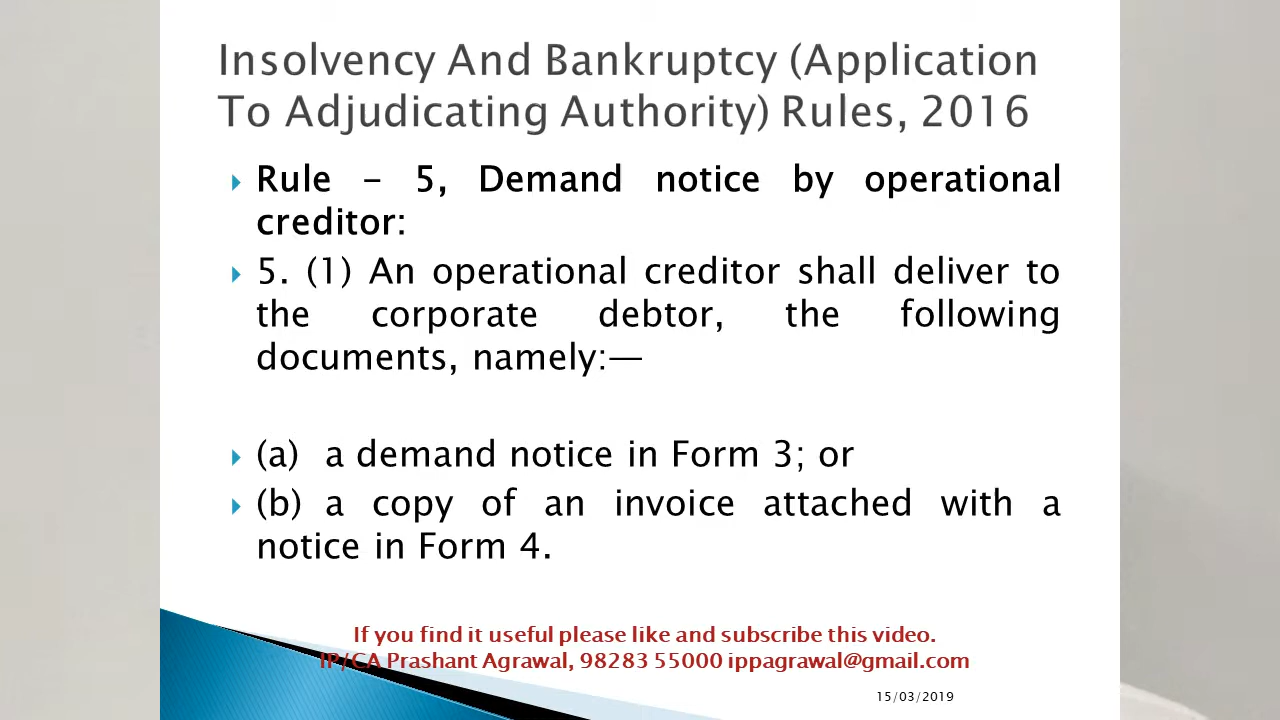 Insolvency And Bankruptcy (Application
To Adjudicating Authority) Rules, 2016
Rule – 5, Demand notice by operational
creditor:
5. (1) An operational creditor shall deliver to
the corporate debtor, the following
documents, namely:—
(a) a demand notice in Form 3; or
(b) a copy of an invoice attached with a
notice in Form 4.
If you find it useful please like and subscribe this video.
IP/CA Prashant Agrawal, 98283 55000 ippagrawal@gmail.com
15/03/2019